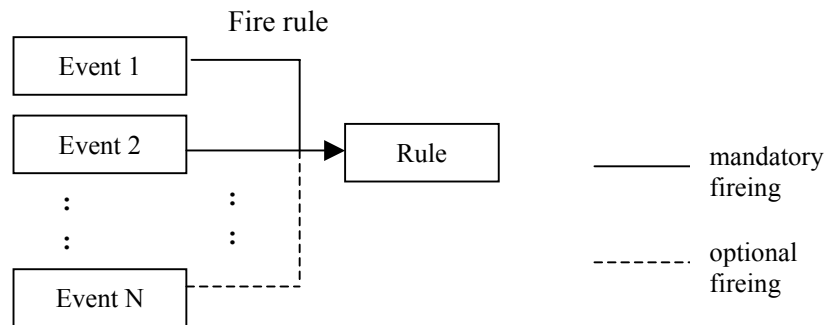 Fire rule
Event 1
Event 2
Rule
: :
: :
Event N
mandatory
fireing
optional
fireing